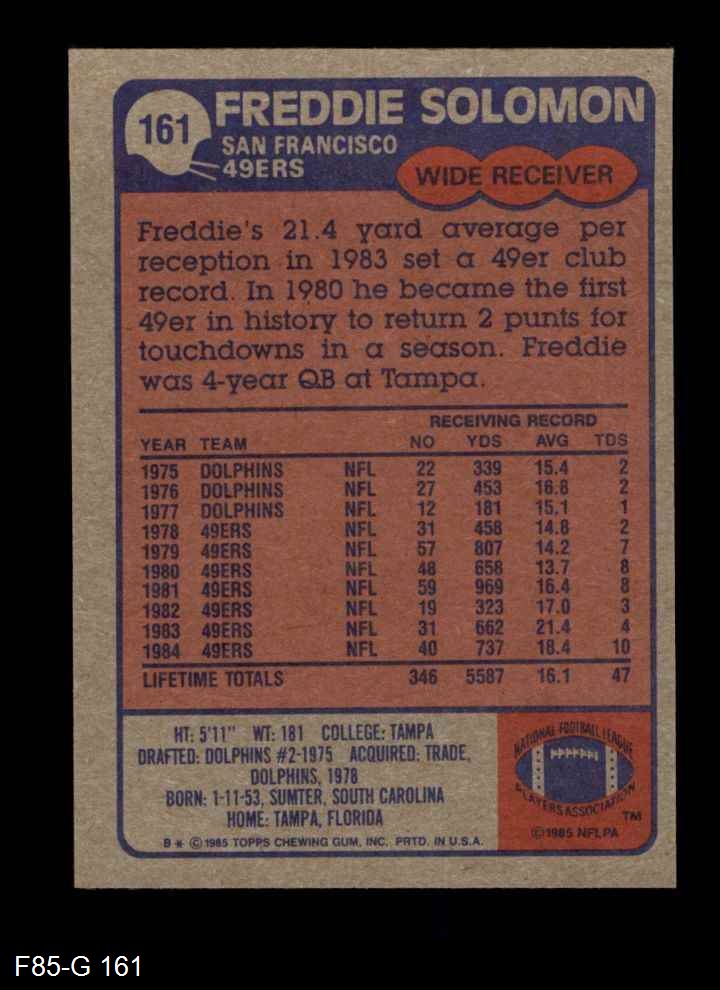 161
FREDDIE SOLOMON
SAN FRANCISCO
49ERS
WIDE RECEIVER
Freddie's 21.4 yard average per
reception in 1983 set a 49er club
record. In 1980 he became the first
49er in history to return 2 punts for
touchdowns in a season. Freddie
was 4-year QB at Tampa.
RECEIVING RECORD
YEAR TEAM NO YDS AVG TDS
1975 DOLPHINS NFL 22 339 15.4 2
1976 DOLPHINS NFL 27 453 16.8 2
1977 DOLPHINS NFL 12 181 15.1 1
1978 49ERS NFL 31 458 14.8 2
1979 49ERS NFL 57 807 14.2 7
1980 49ERS NFL 48 658 13.7 8
1981 49ERS NFL 59 969 16.4 8
1982 49ERS NFL 19 323 17.0 3
1983 49ERS NFL 31 662 21.4 4
1984 49ERS NFL 40 737 18.4 10
LIFETIME TOTALS 346 5587 16.1 47
HT: 5'11" WT: 181 COLLEGE: TAMPA
DRAFTED: DOLPHINS #2-1975 ACQUIRED: TRADE,
DOLPHINS, 1978
BORN: 1-11-53, SUMTER, SOUTH CAROLINA
HOME: TAMPA, FLORIDA
B * © 1985 TOPPS CHEWING GUM, INC. PRTD. IN U.S.A.
NATIONAL FOOTBALL LEAGUE
PLAYERS ASSOCIATION
TM
© 1985 NFLPA
F85-G 161